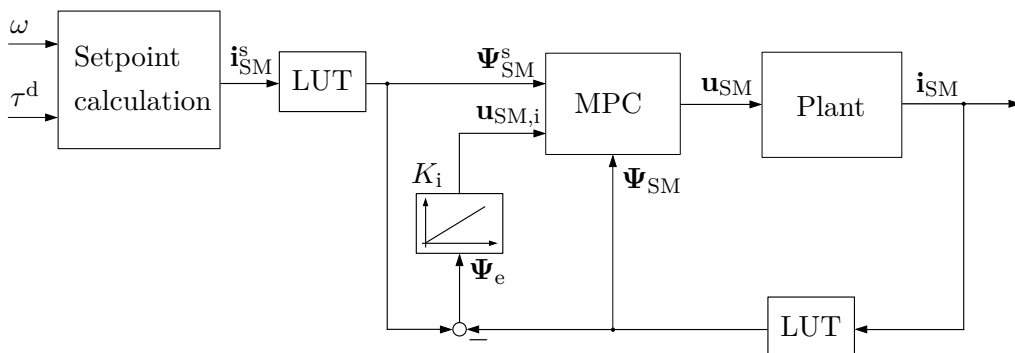 ω
τ^d
Setpoint
calculation
i^s_SM
LUT
Ψ^s_SM
u_SM,i
MPC
u_SM
Plant
i_SM
K_i
Ψ_SM
Ψ_e
−
LUT